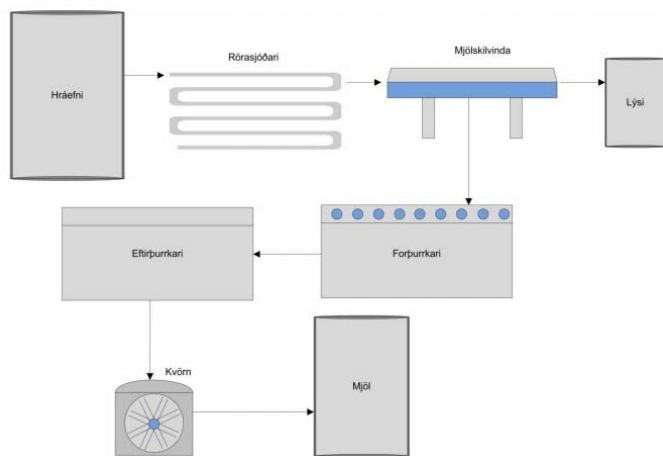 Hráefni
Rörasjóðari
Mjölskilvinda
Lýsi
Forþurrkari
Eftirþurrkari
Kvörn
Mjöl